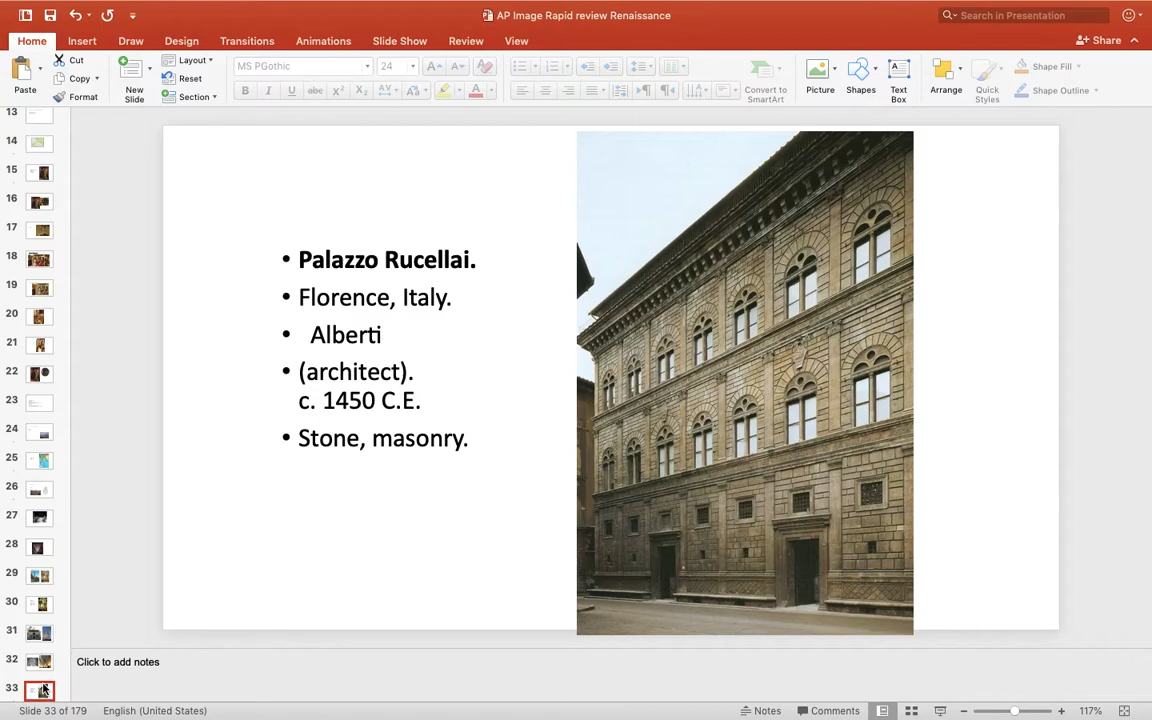 AP Image Rapid review Renaissance
Search in Presentation
Home Insert Draw Design Transitions Animations Slide Show Review View
Share
Paste
Cut
Copy
Format
New Slide
Layout
Reset
Section
MS PGothic 24
Convert to SmartArt
Picture
Shapes
Text Box
Arrange
Quick Styles
Shape Fill
Shape Outline
13
14
15
16
17
18
19
20
21
22
23
24
25
26
27
28
29
30
31
32
33
• Palazzo Rucellai.
• Florence, Italy.
• Alberti
• (architect).
c. 1450 C.E.
• Stone, masonry.
Click to add notes
Slide 33 of 179 English (United States) Notes Comments 117%